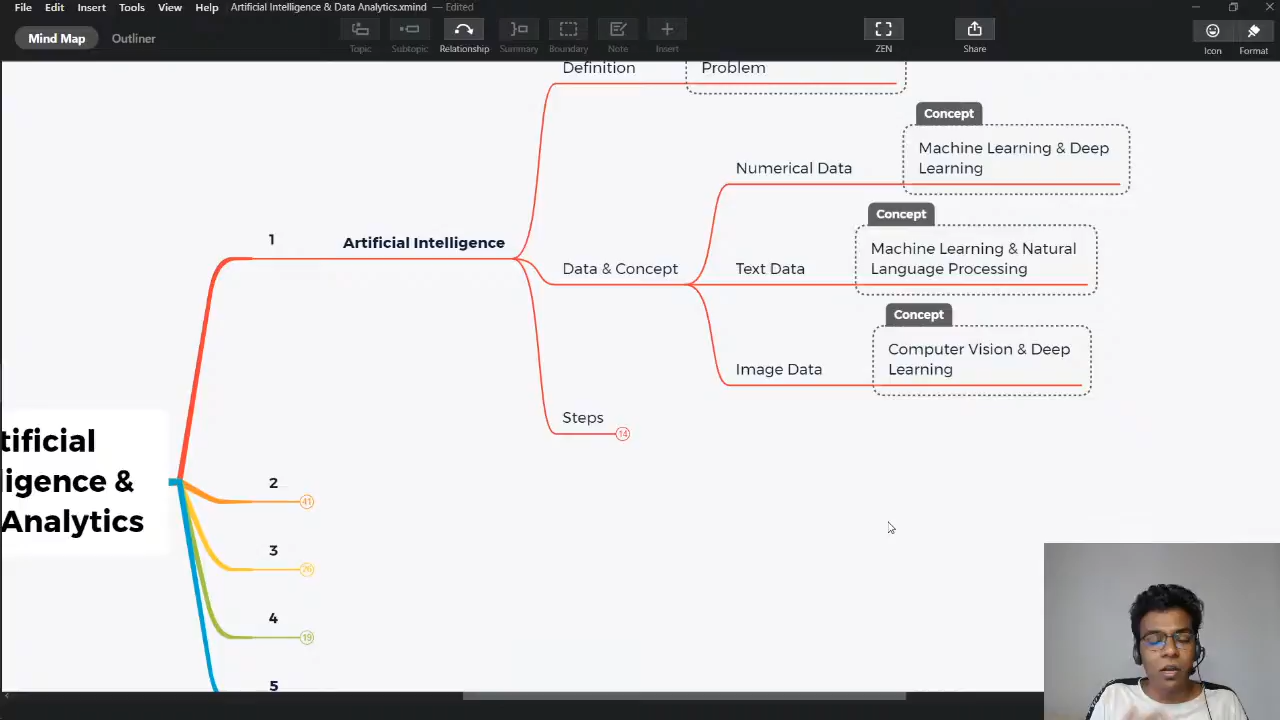 File Edit Insert Tools View Help Artificial Intelligence & Data Analytics.xmind — Edited
Mind Map Outliner
Topic Subtopic Relationship Summary Boundary Note Insert ZEN Share Icon Format
Definition
Problem
Concept
Numerical Data
Machine Learning & Deep
Learning
1
Artificial Intelligence
Data & Concept
Concept
Text Data
Machine Learning & Natural
Language Processing
Concept
Image Data
Computer Vision & Deep
Learning
Steps
14
tificial
ligence &
Analytics
2
41
3
26
4
19
5